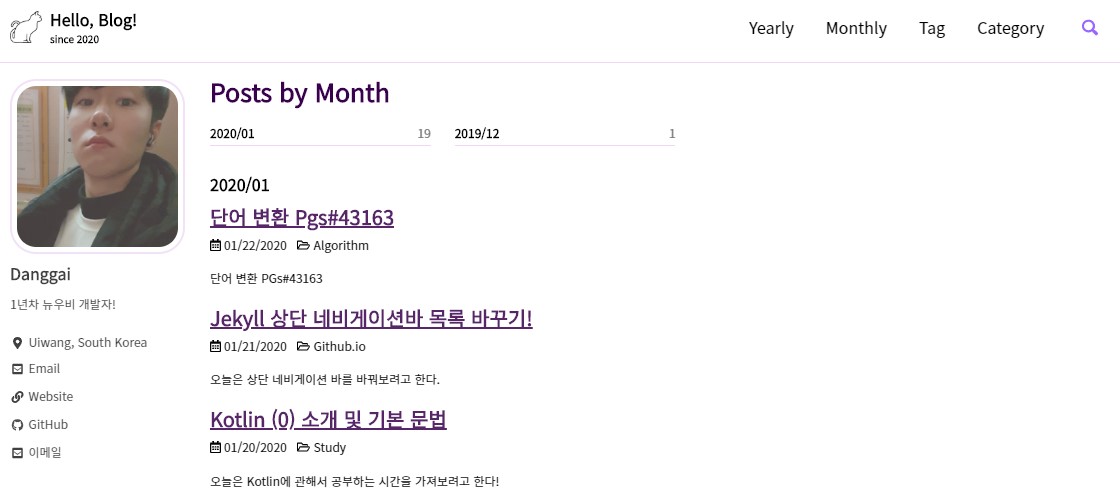 Hello, Blog!
since 2020
Yearly Monthly Tag Category
Danggai
1년차 뉴우비 개발자!
Uiwang, South Korea
Email
Website
GitHub
이메일
Posts by Month
2020/01 19 2019/12 1
2020/01
단어 변환 Pgs#43163
01/22/2020 Algorithm
단어 변환 PGs#43163
Jekyll 상단 네비게이션바 목록 바꾸기!
01/21/2020 Github.io
오늘은 상단 네비게이션 바를 바꿔보려고 한다.
Kotlin (0) 소개 및 기본 문법
01/20/2020 Study
오늘은 Kotlin에 관해서 공부하는 시간을 가져보려고 한다!